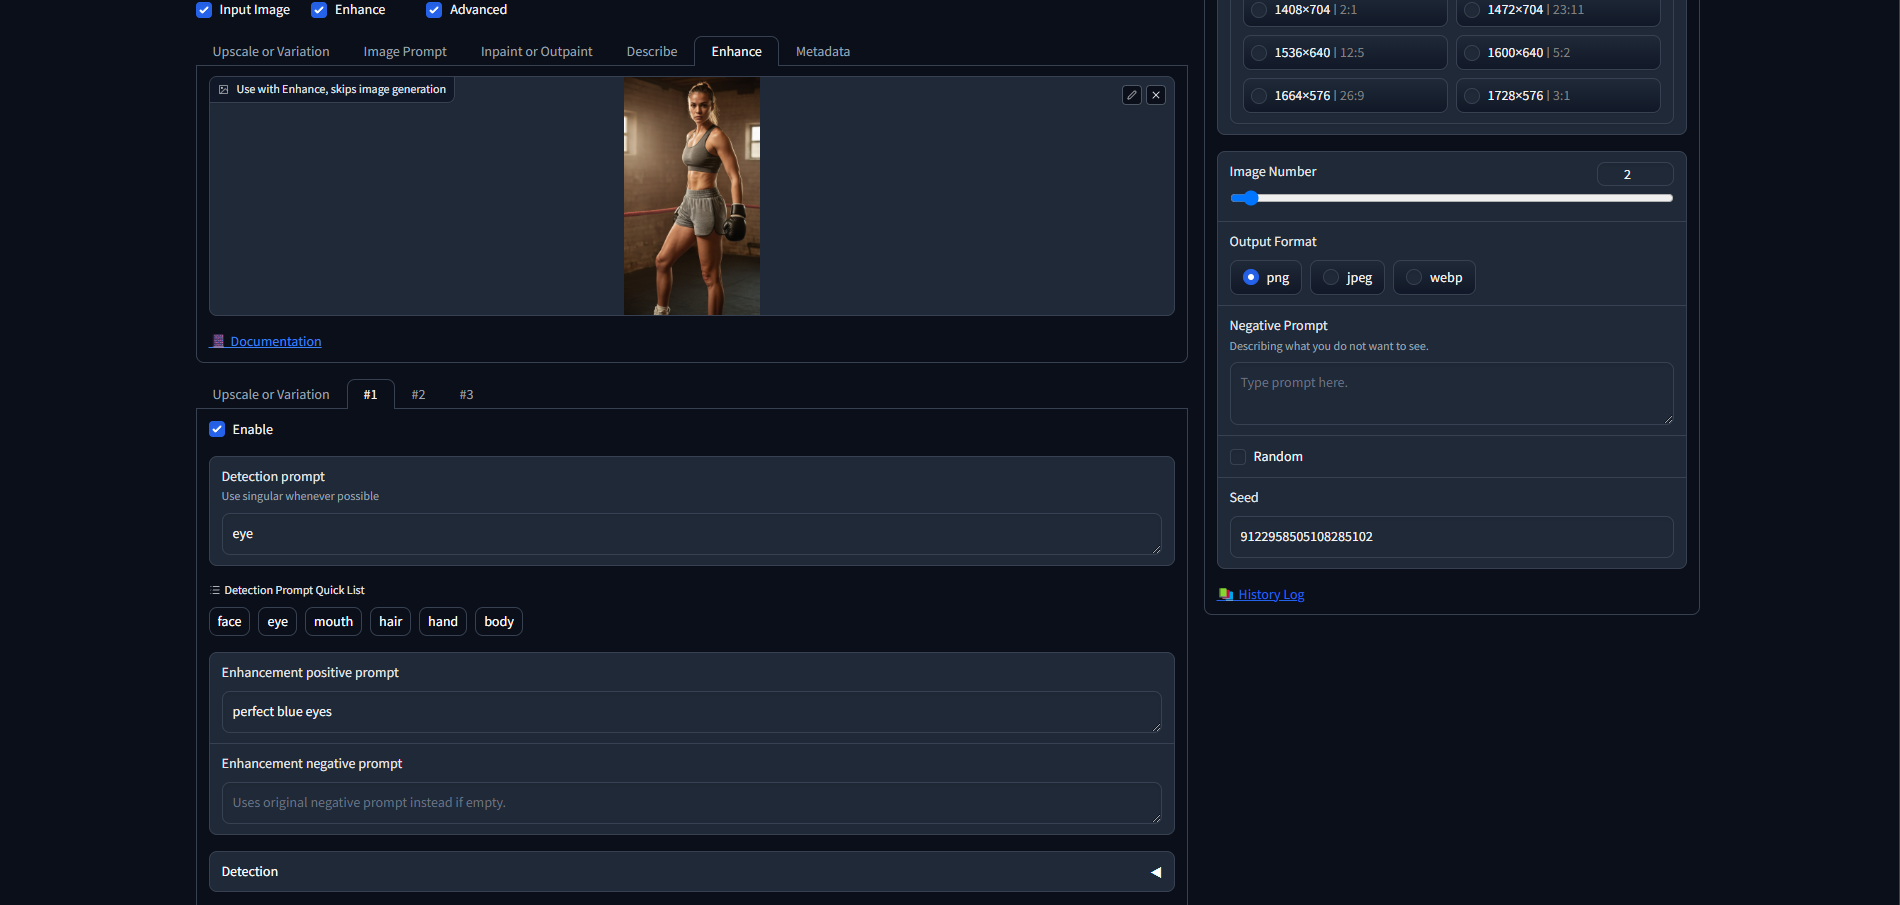 Input Image
Enhance
Advanced
Upscale or Variation
Image Prompt
Inpaint or Outpaint
Describe
Enhance
Metadata
Use with Enhance, skips image generation
Documentation
Upscale or Variation
#1
#2
#3
Enable
Detection prompt
Use singular whenever possible
eye
Detection Prompt Quick List
face
eye
mouth
hair
hand
body
Enhancement positive prompt
perfect blue eyes
Enhancement negative prompt
Uses original negative prompt instead if empty.
Detection
1408×704 | 2:1
1472×704 | 23:11
1536×640 | 12:5
1600×640 | 5:2
1664×576 | 26:9
1728×576 | 3:1
Image Number
2
Output Format
png
jpeg
webp
Negative Prompt
Describing what you do not want to see.
Type prompt here.
Random
Seed
9122958505108285102
History Log